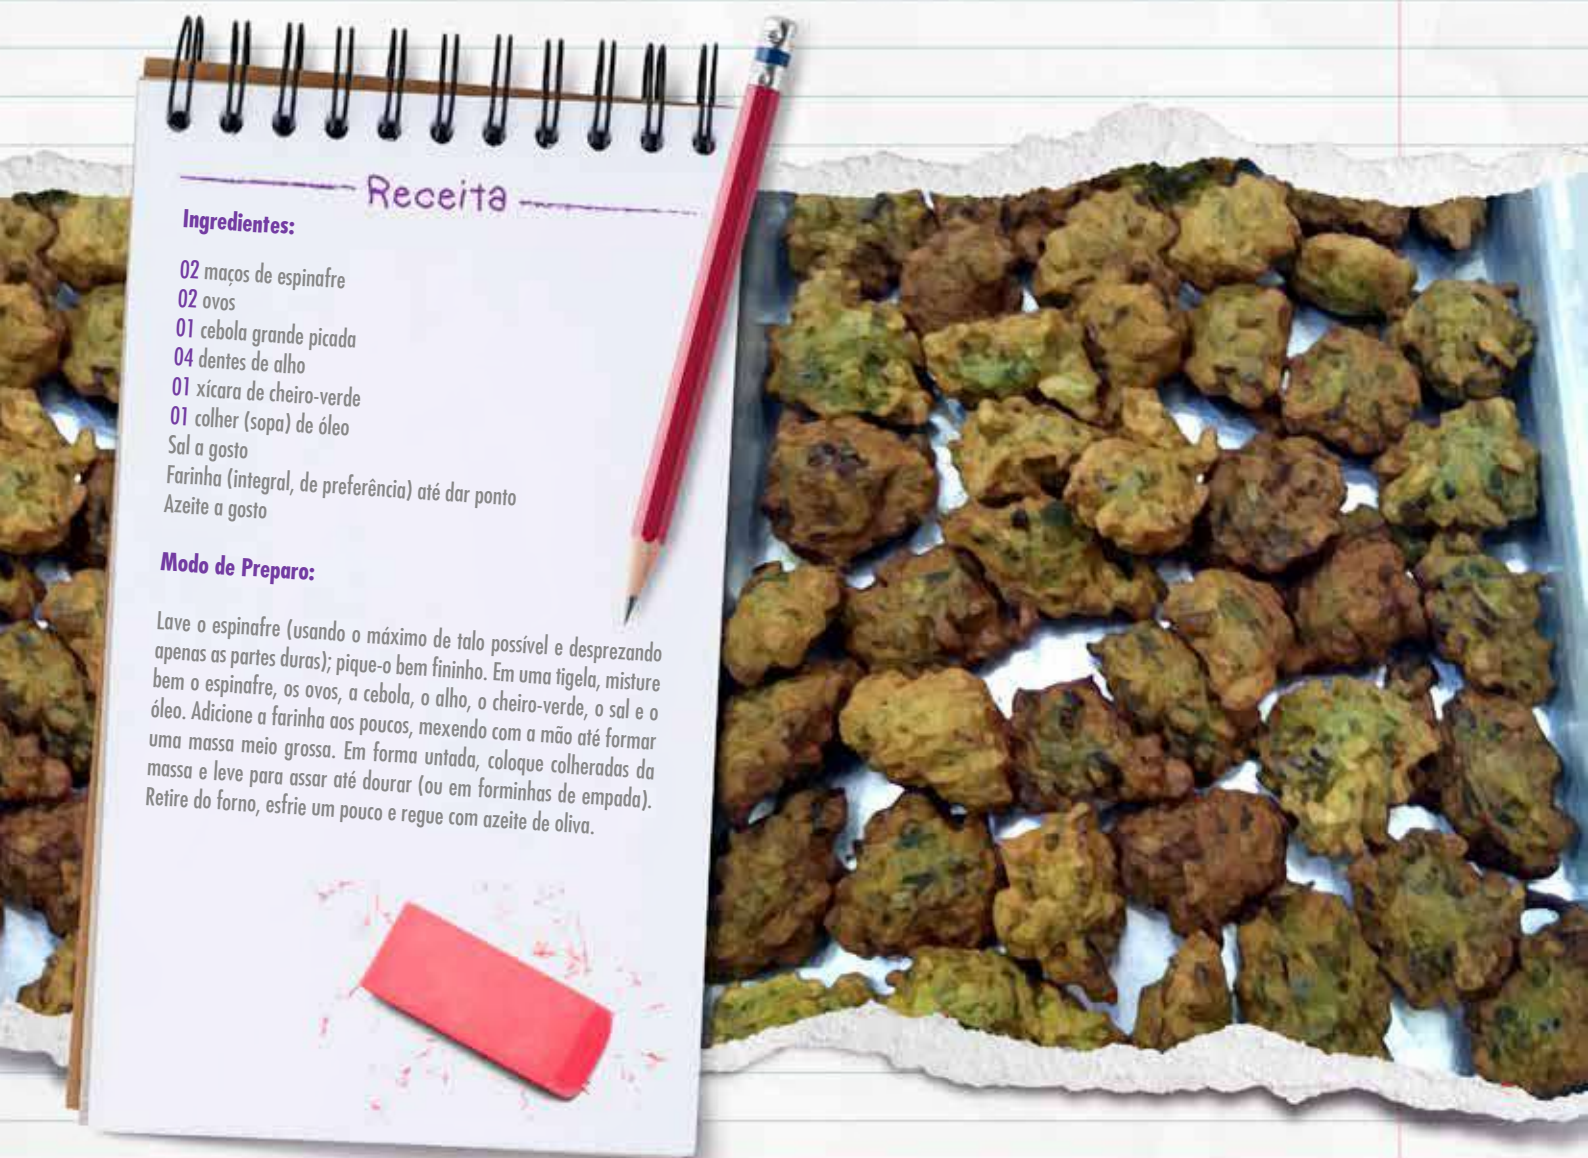 Receita
Ingredientes:
02 maços de espinafre
02 ovos
01 cebola grande picada
04 dentes de alho
01 xícara de cheiro-verde
01 colher (sopa) de óleo
Sal a gosto
Farinha (integral, de preferência) até dar ponto
Azeite a gosto
Modo de Preparo:
Lave o espinafre (usando o máximo de talo possível e desprezando
apenas as partes duras); pique-o bem fininho. Em uma tigela, misture
bem o espinafre, os ovos, a cebola, o alho, o cheiro-verde, o sal e o
óleo. Adicione a farinha aos poucos, mexendo com a mão até formar
uma massa meio grossa. Em forma untada, coloque colheradas da
massa e leve para assar até dourar (ou em forminhas de empada).
Retire do forno, esfrie um pouco e regue com azeite de oliva.